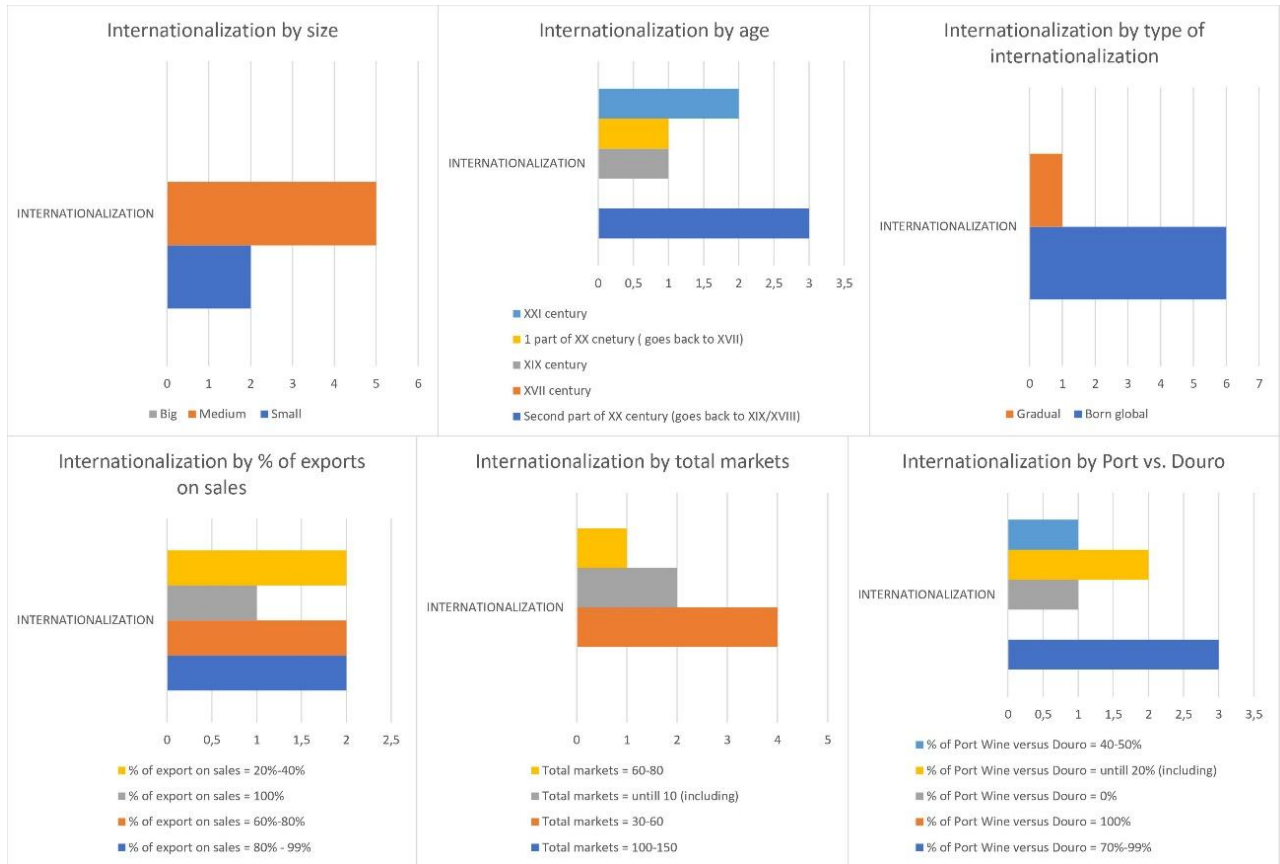 Internationalization by size
INTERNATIONALIZATION
0 1 2 3 4 5 6
Big Medium Small
Internationalization by age
INTERNATIONALIZATION
0 0,5 1 1,5 2 2,5 3 3,5
XXI century
1 part of XX cnetury ( goes back to XVII)
XIX century
XVII century
Second part of XX century (goes back to XIX/XVIII)
Internationalization by type of
internationalization
INTERNATIONALIZATION
0 1 2 3 4 5 6 7
Gradual Born global
Internationalization by % of exports
on sales
INTERNATIONALIZATION
0 0,5 1 1,5 2 2,5
% of export on sales = 20%-40%
% of export on sales = 100%
% of export on sales = 60%-80%
% of export on sales = 80% - 99%
Internationalization by total markets
INTERNATIONALIZATION
0 1 2 3 4 5
Total markets = 60-80
Total markets = untill 10 (including)
Total markets = 30-60
Total markets = 100-150
Internationalization by Port vs. Douro
INTERNATIONALIZATION
0 0,5 1 1,5 2 2,5 3 3,5
% of Port Wine versus Douro = 40-50%
% of Port Wine versus Douro = untill 20% (including)
% of Port Wine versus Douro = 0%
% of Port Wine versus Douro = 100%
% of Port Wine versus Douro = 70%-99%